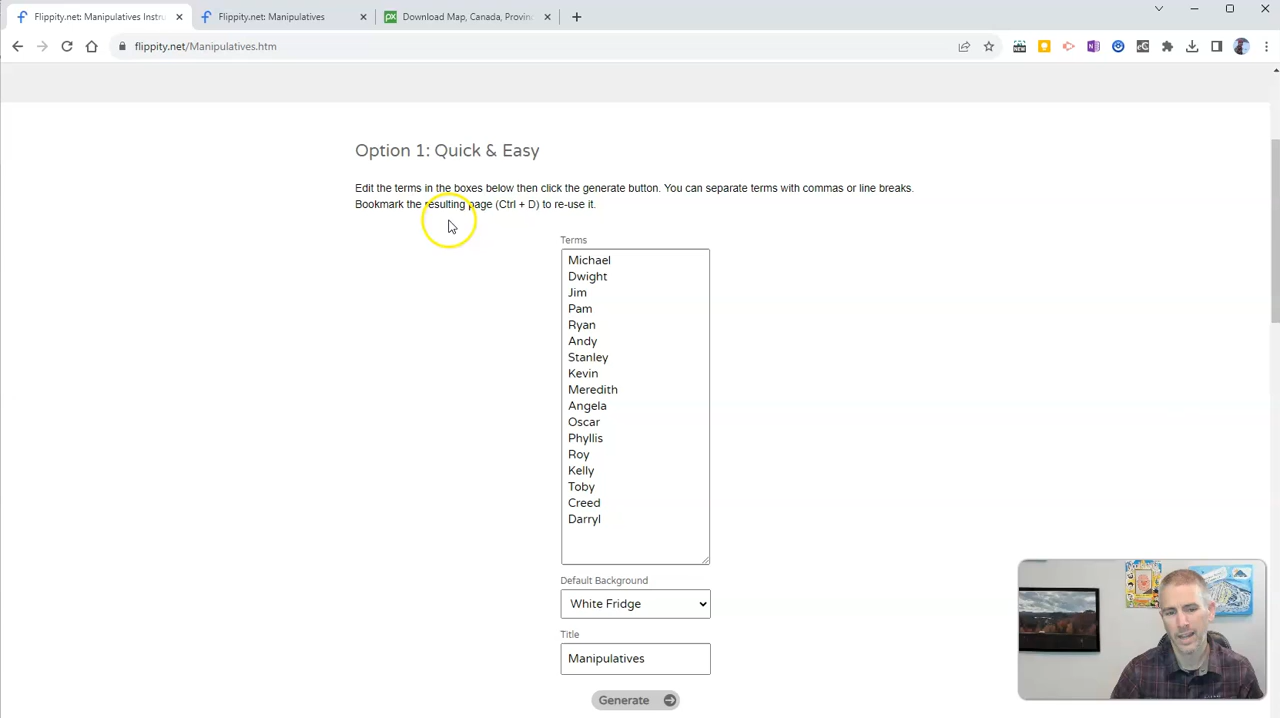 Flippity.net: Manipulatives Instru
Flippity.net: Manipulatives
Download Map, Canada, Provinc
flippity.net/Manipulatives.htm
Option 1: Quick & Easy
Edit the terms in the boxes below then click the generate button. You can separate terms with commas or line breaks.
Bookmark the resulting page (Ctrl + D) to re-use it.
Terms
Michael
Dwight
Jim
Pam
Ryan
Andy
Stanley
Kevin
Meredith
Angela
Oscar
Phyllis
Roy
Kelly
Toby
Creed
Darryl
Default Background
White Fridge
Title
Manipulatives
Generate